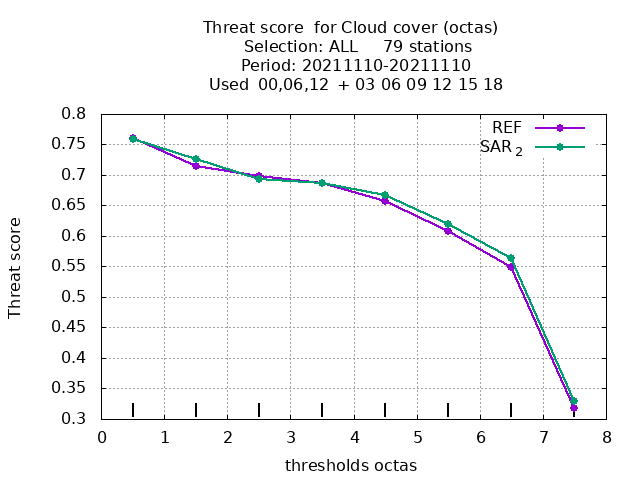 Threat score  for Cloud cover (octas)
Selection: ALL     79 stations
Period: 20211110-20211110
Used  00,06,12  + 03 06 09 12 15 18
REF
SAR 2
0.8
0.75
0.7
0.65
0.6
0.55
0.5
0.45
0.4
0.35
0.3
Threat score
0 1 2 3 4 5 6 7 8
thresholds octas